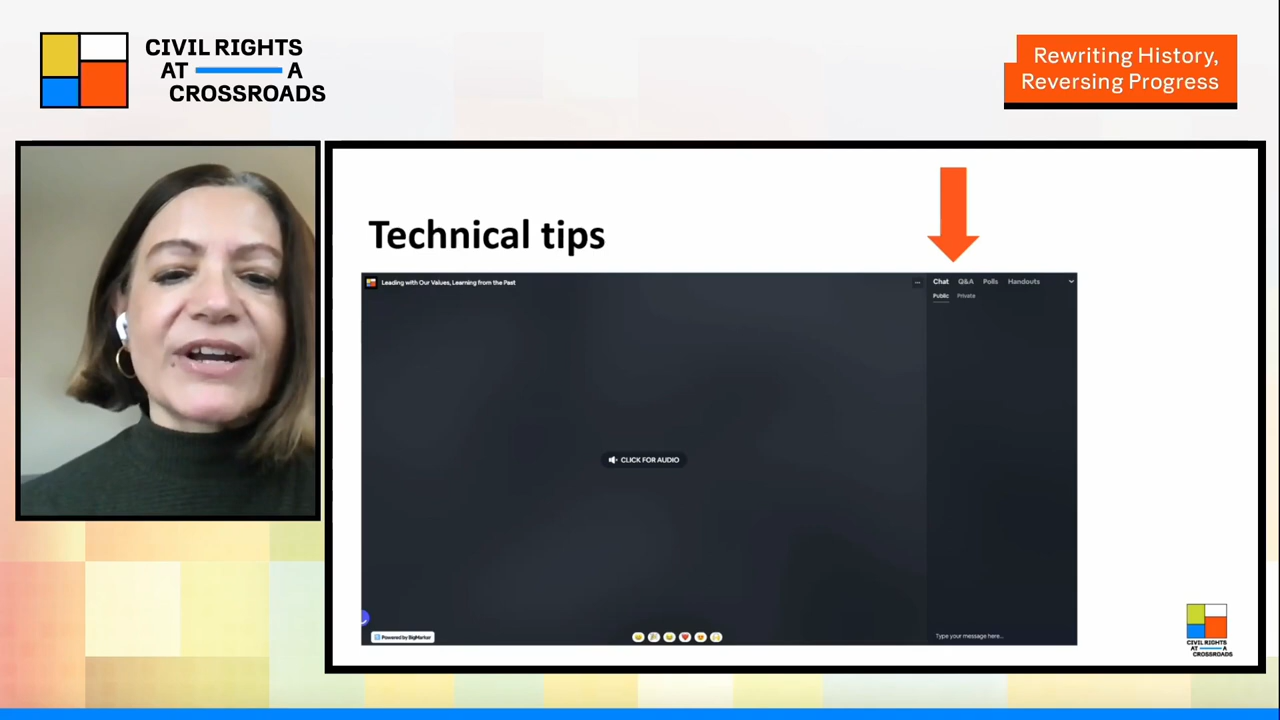 CIVIL RIGHTS
AT A
CROSSROADS
Rewriting History,
Reversing Progress
Technical tips
Leading with Our Values, Learning from the Past
Chat Q&A Polls Handouts
Public Private
CLICK FOR AUDIO
Powered by BigMarker
Type your message here...
CIVIL RIGHTS
AT A
CROSSROADS